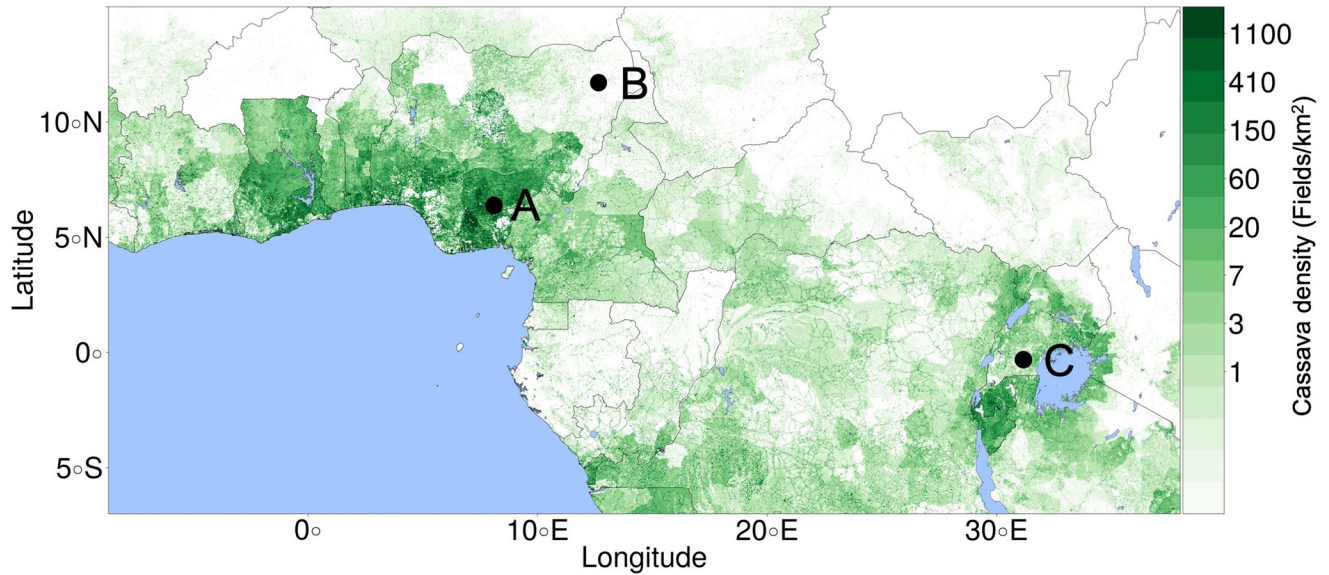 1100
B
410
10◦N
150
60
A
20
5◦N
7
3
0◦
C
1
5◦S
0◦
10◦E
20◦E
30◦E
Latitude
Longitude
Cassava density (Fields/km²)